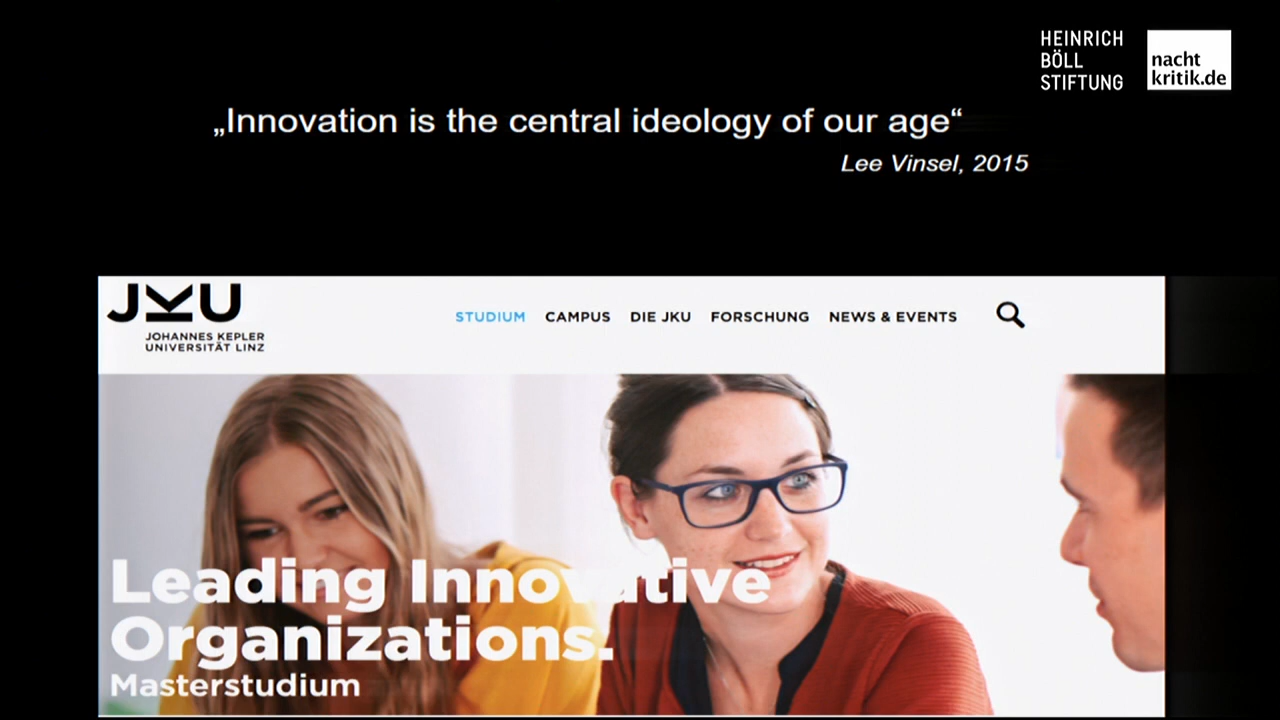 HEINRICH
BÖLL
STIFTUNG
nacht
kritik.de
„Innovation is the central ideology of our age“
Lee Vinsel, 2015
JKU
JOHANNES KEPLER
UNIVERSITÄT LINZ
STUDIUM CAMPUS DIE JKU FORSCHUNG NEWS & EVENTS
Leading Innovative
Organizations.
Masterstudium